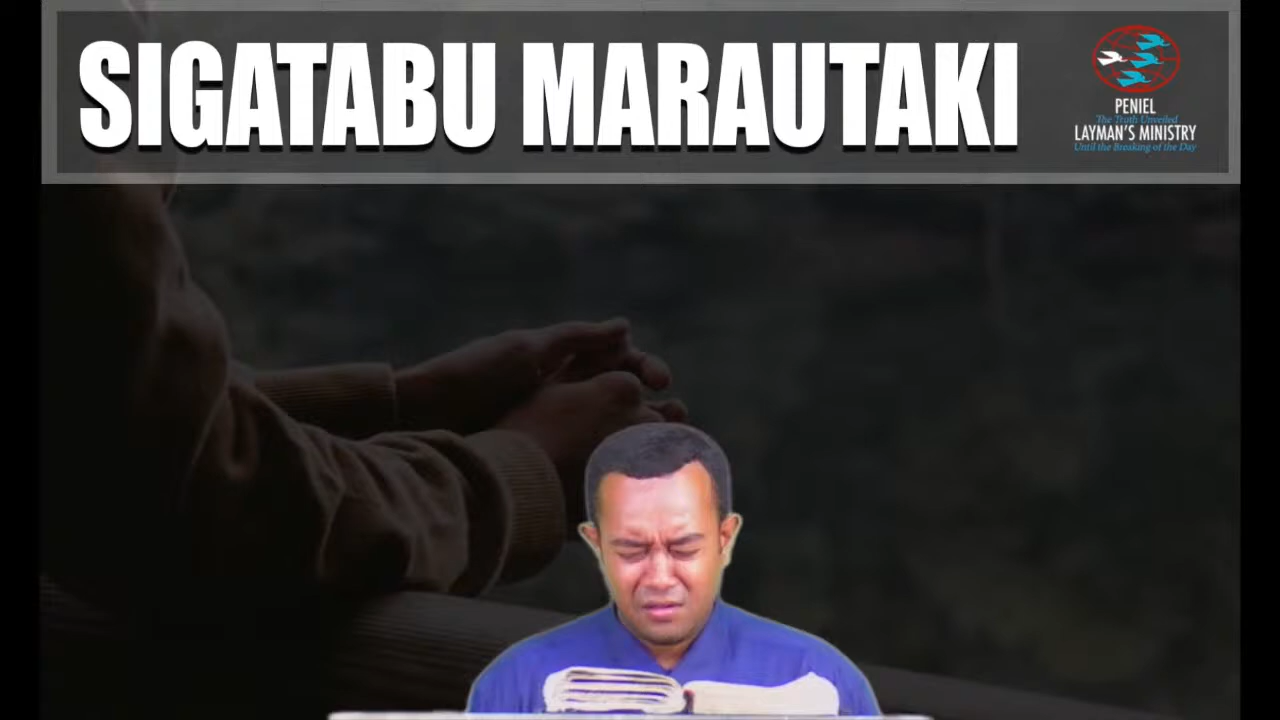 SIGATABU MARAUTAKI
PENIEL
The Truth Unveiled
LAYMAN'S MINISTRY
Until the Breaking of the Day